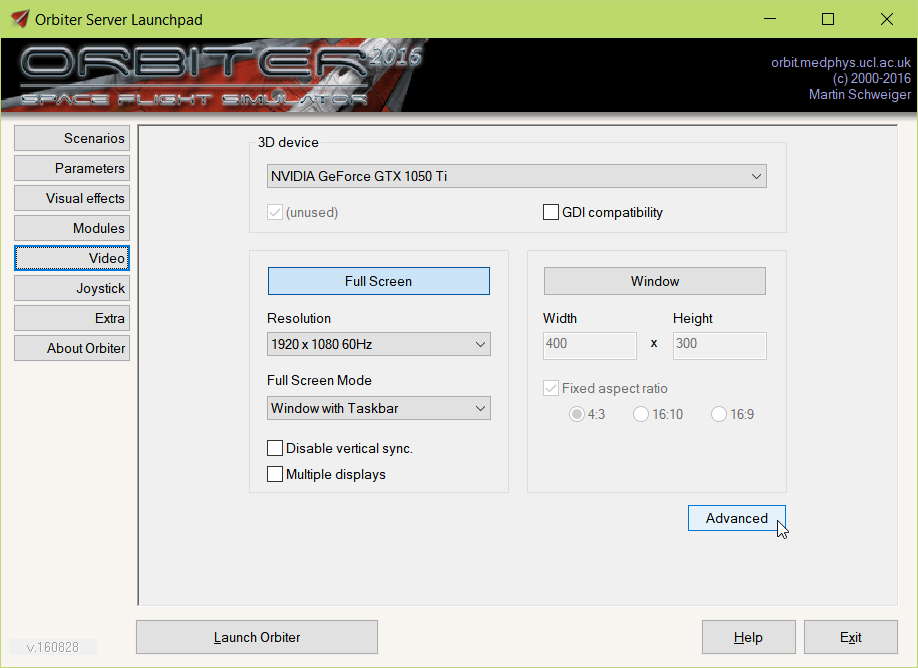 Orbiter Server Launchpad
ORBITER 2016
SPACE FLIGHT SIMULATOR
orbit.medphys.ucl.ac.uk
(c) 2000-2016
Martin Schweiger
Scenarios
Parameters
Visual effects
Modules
Video
Joystick
Extra
About Orbiter
3D device
NVIDIA GeForce GTX 1050 Ti
(unused)
GDI compatibility
Full Screen
Resolution
1920 x 1080 60Hz
Full Screen Mode
Window with Taskbar
Disable vertical sync.
Multiple displays
Window
Width Height
400 x 300
Fixed aspect ratio
4:3 16:10 16:9
Advanced
v.160828
Launch Orbiter
Help
Exit